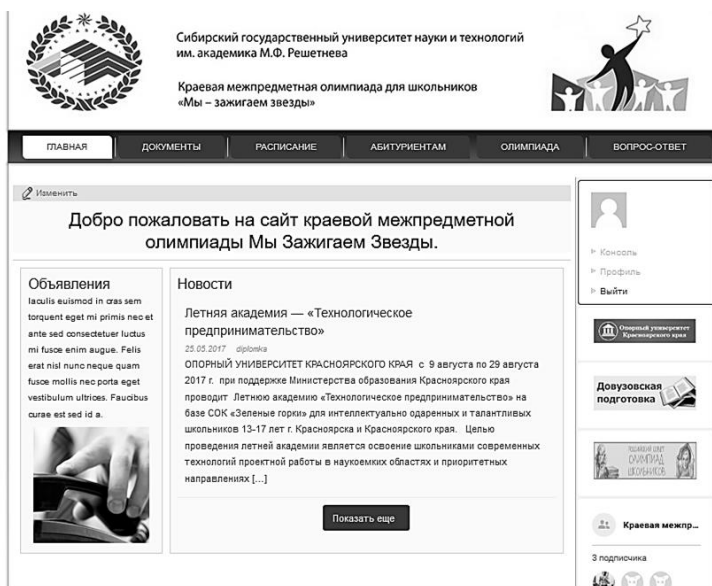 Сибирский государственный университет науки и технологий
им. академика М.Ф. Решетнева
Краевая межпредметная олимпиада для школьников
«Мы – зажигаем звезды»
ГЛАВНАЯ
ДОКУМЕНТЫ
РАСПИСАНИЕ
АБИТУРИЕНТАМ
ОЛИМПИАДА
ВОПРОС-ОТВЕТ
Изменить
Добро пожаловать на сайт краевой межпредметной
олимпиады Мы Зажигаем Звезды.
Объявления
Iaculis euismod in cras sem
torquent eget mi primis nec et
ante sed consectetuer luctus
mi fusce enim augue. Felis
erat nisl nunc neque quam
fusce mollis nec porta eget
vestibulum ultrices. Faucibus
curae est sed id a.
Новости
Летняя академия — «Технологическое
предпринимательство»
25.05.2017 diplomka
ОПОРНЫЙ УНИВЕРСИТЕТ КРАСНОЯРСКОГО КРАЯ с 9 августа по 29 августа
2017 г. при поддержке Министерства образования Красноярского края
проводит Летнюю академию «Технологическое предпринимательство» на
базе СОК «Зеленые горки» для интеллектуально одаренных и талантливых
школьников 13-17 лет г. Красноярска и Красноярского края. Целью
проведения летней академии является освоение школьниками современных
технологий проектной работы в наукоемких областях и приоритетных
направлениях [...]
Показать еще
Консоль
Профиль
Выйти
Опорный университет
Красноярского края
Довузовская
подготовка
ОЛИМПИАД
ШКОЛЬНИКОВ
Краевая межпр...
3 подписчика